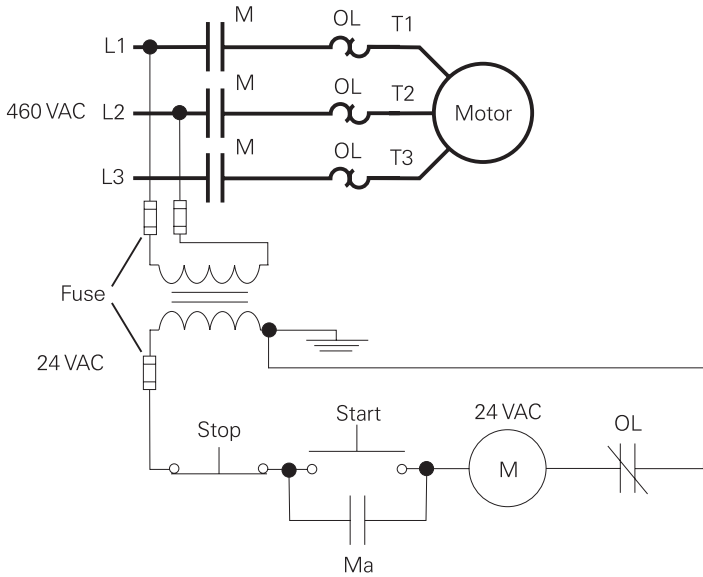 M OL T1
L1
M OL T2
460 VAC L2 Motor
M OL T3
L3
Fuse
24 VAC
Start 24 VAC
Stop OL
M
Ma